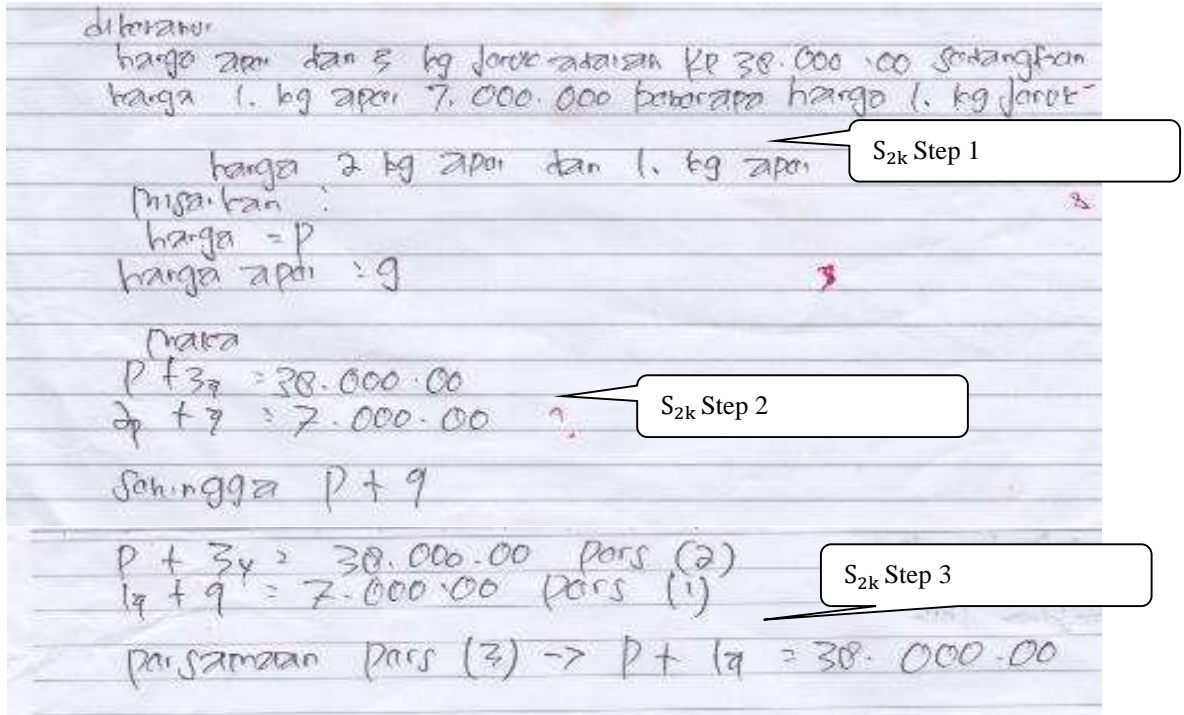 diketahui
harga apel dan 3 kg Jeruk adalah Rp 38.000.00 sedangkan
harga 1. kg apel 7.000.000 beberapa harga 1. kg Jeruk
S2k Step 1
harga 2 kg apel dan 1. kg apel
misalkan :
harga = P
harga apel : q
maka
P + 3q = 38.000.00
2p + q = 7.000.00
S2k Step 2
Sehingga P + q
P + 3y = 38.000.00 Pers (2)
1q + q = 7.000.00 Pers (1)
S2k Step 3
persamaan Pers (3) -> P + 1q = 38.000.00